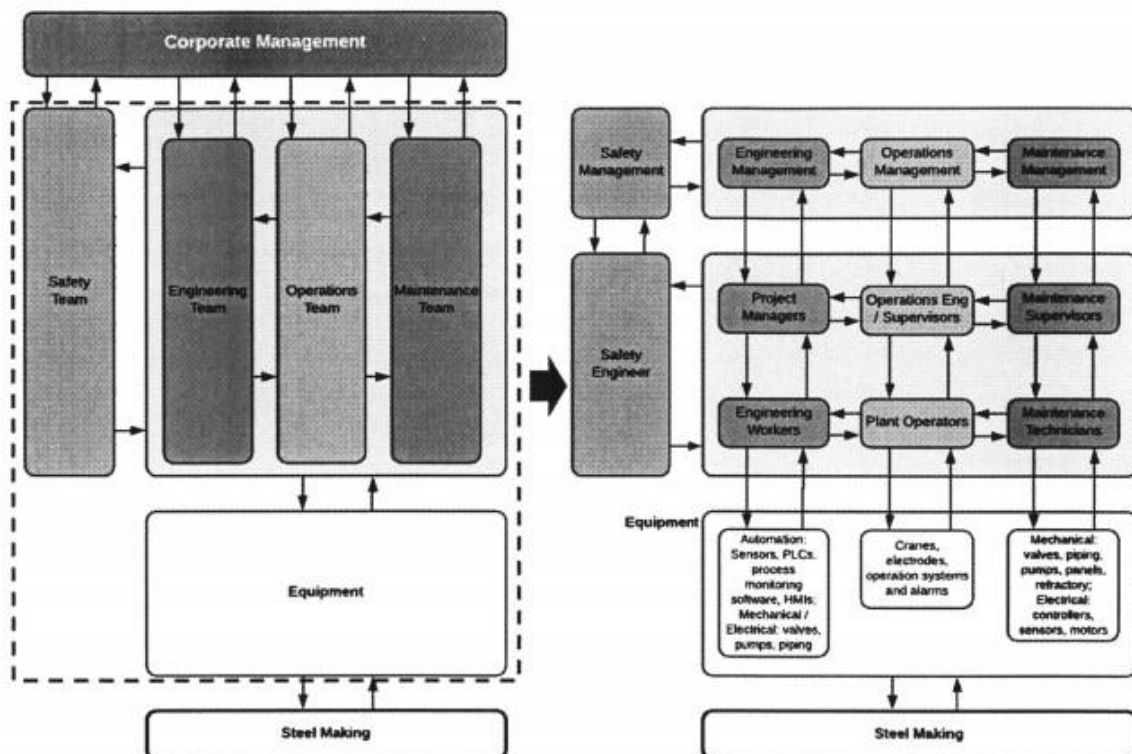 Corporate Management
Safety
Team
Engineering
Team
Operations
Team
Maintenance
Team
Equipment
Steel Making
Safety
Management
Engineering
Management
Operations
Management
Maintenance
Management
Safety
Engineer
Project
Managers
Operations Eng
/ Supervisors
Maintenance
Supervisors
Engineering
Workers
Plant Operators
Maintenance
Technicians
Equipment
Automation:
Sensors, PLCs,
process
monitoring
software, HMIs;
Mechanical /
Electrical: valves,
pumps, piping
Cranes,
electrodes,
operation systems
and alarms
Mechanical:
valves, piping,
pumps, panels,
refractory;
Electrical:
controllers,
sensors, motors
Steel Making